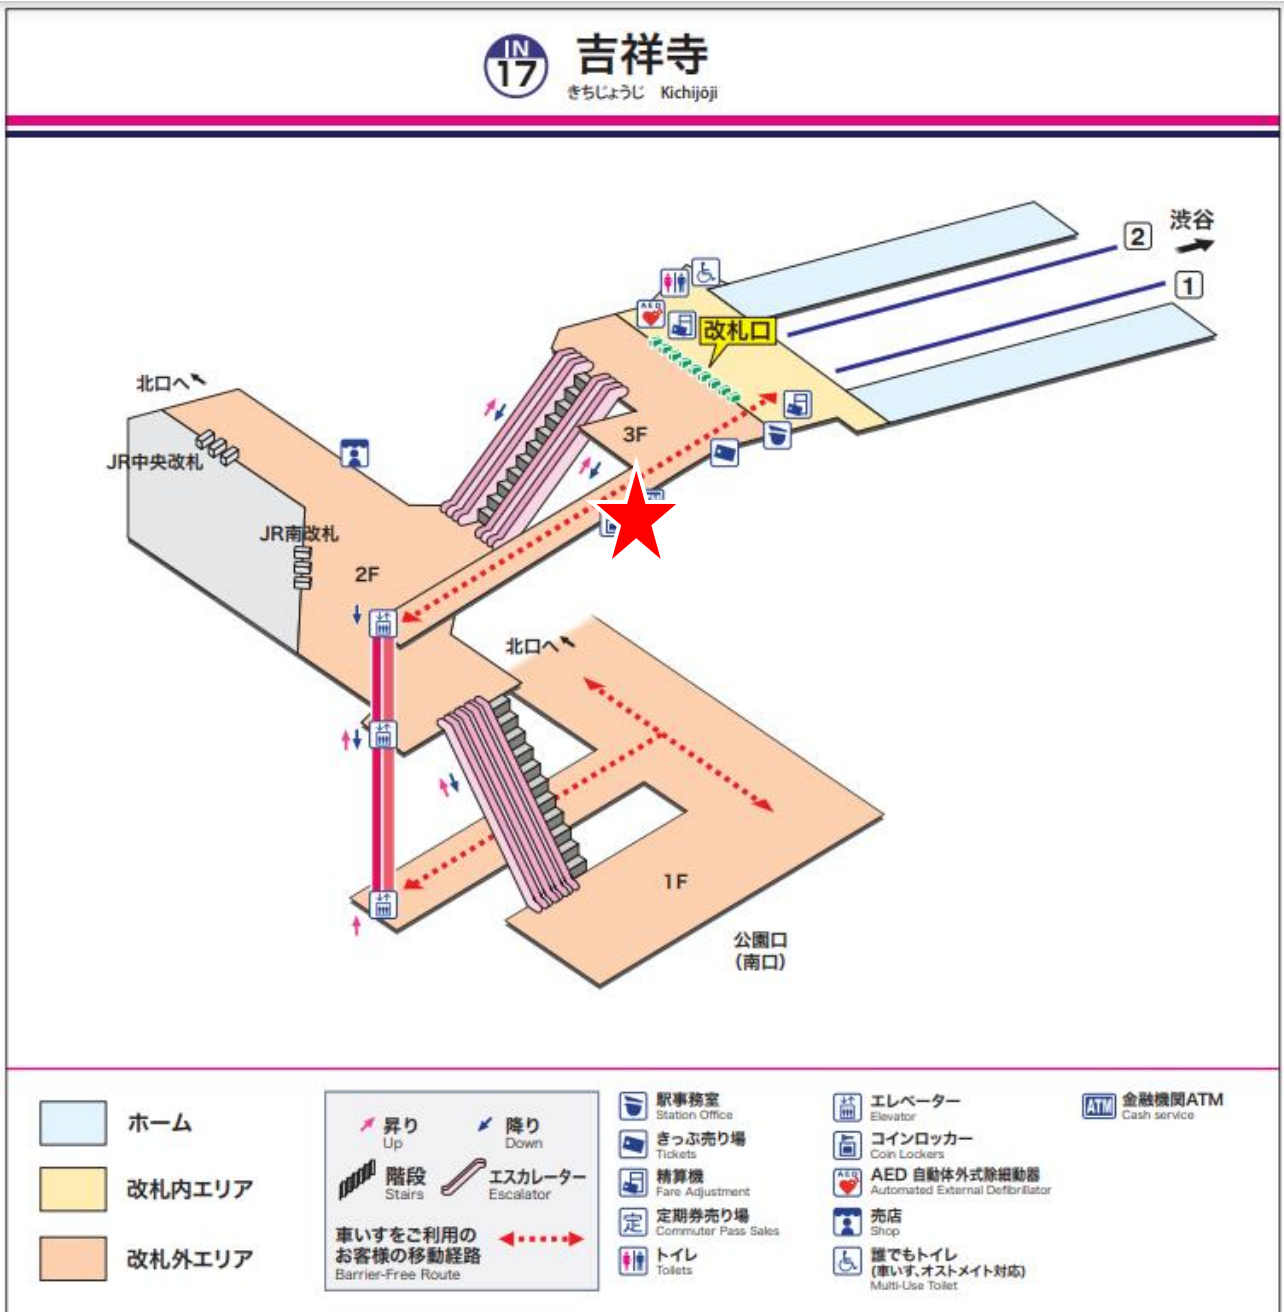 IN
17
吉祥寺
きちじょうじ Kichijōji
2
渋谷
1
AED
改札口
北口へ
3F
JR中央改札
JR南改札
2F
北口へ
1F
公園口
(南口)
ホーム
改札内エリア
改札外エリア
昇り
Up
降り
Down
階段
Stairs
エスカレーター
Escalator
車いすをご利用の
お客様の移動経路
Barrier-Free Route
駅事務室
Station Office
きっぷ売り場
Tickets
精算機
Fare Adjustment
定
定期券売り場
Commuter Pass Sales
トイレ
Toilets
エレベーター
Elevator
コインロッカー
Coin Lockers
AED
AED 自動体外式除細動器
Automated External Defibrillator
売店
Shop
誰でもトイレ
(車いす、オストメイト対応)
Multi-Use Toilet
ATM
金融機関ATM
Cash service